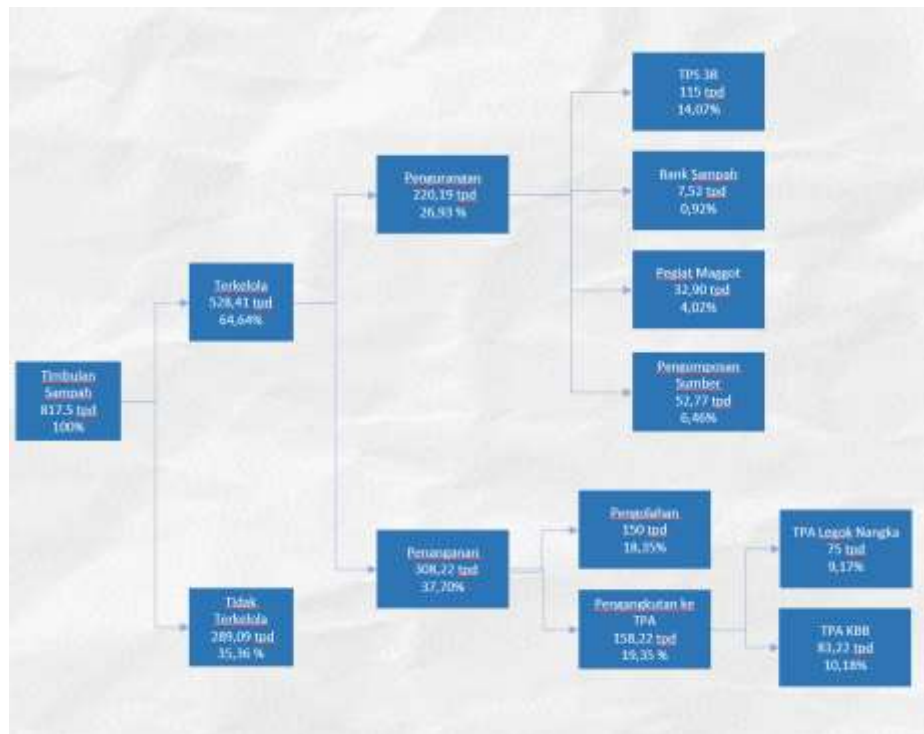 Timbulan
Sampah
817.5 tpd
100%
Terkelola
528,41 tpd
64,64%
Tidak
Terkelola
289,09 tpd
35,36 %
Pengurangan
220,19 tpd
26,93 %
Penanganan
308,22 tpd
37,70%
TPS 3R
115 tpd
14,07%
Bank Sampah
7,52 tpd
0,92%
Pegiat Maggot
32,90 tpd
4,02%
Pengomposan
Sumber
52,77 tpd
6,46%
Pengolahan
150 tpd
18,35%
Pengangkutan ke
TPA
158,22 tpd
19,35 %
TPA Legok Nangka
75 tpd
9,17%
TPA KBB
83,22 tpd
10,18%